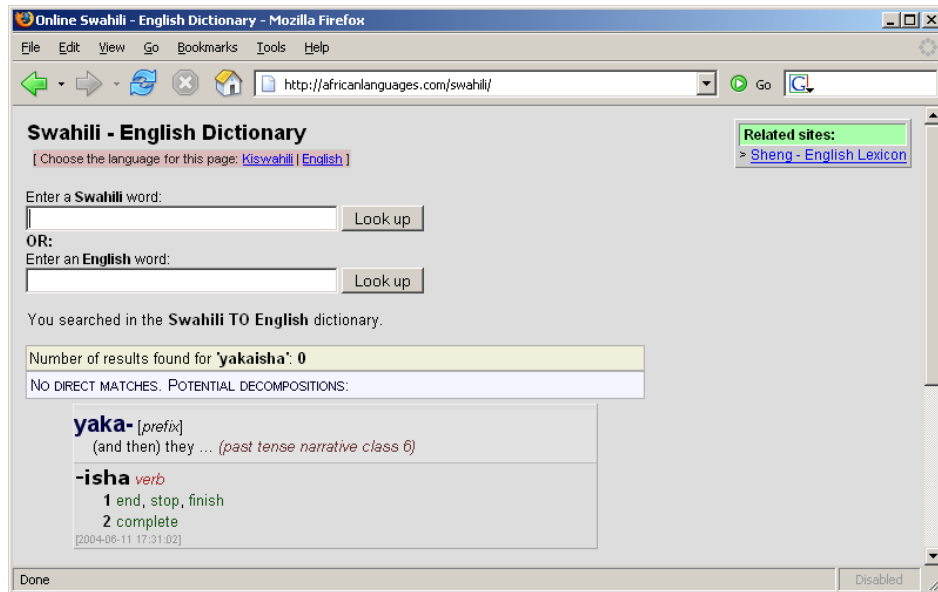 Online Swahili - English Dictionary - Mozilla Firefox
File Edit View Go Bookmarks Tools Help
http://africanlanguages.com/swahili/ Go G
Swahili - English Dictionary
[ Choose the language for this page: Kiswahili | English ]
Related sites:
> Sheng - English Lexicon
Enter a Swahili word:
Look up
OR:
Enter an English word:
Look up
You searched in the Swahili TO English dictionary.
Number of results found for 'yakaisha': 0
NO DIRECT MATCHES. POTENTIAL DECOMPOSITIONS:
yaka- [prefix]
(and then) they ... (past tense narrative class 6)
-isha verb
1 end, stop, finish
2 complete
[2004-06-11 17:31:02]
Done Disabled